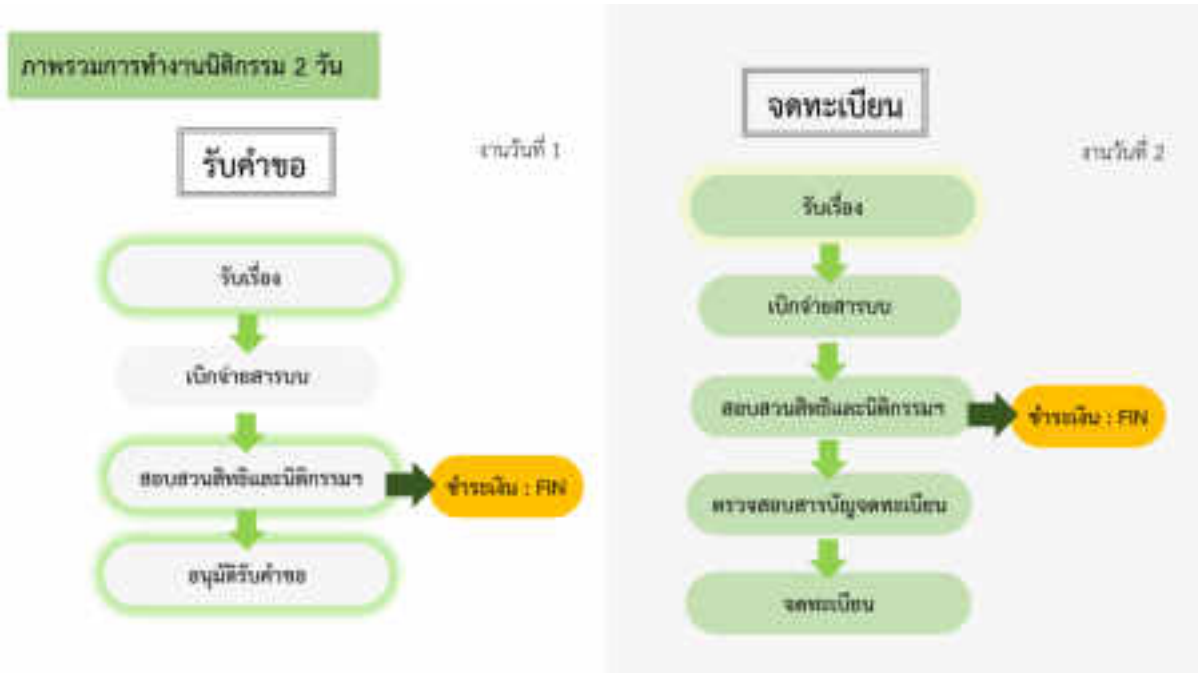 ภาพรวมการทำงานนิติกรรม 2 วัน
รับคำขอ
งานวันที่ 1
รับเรื่อง
เบิกจ่ายสารบบ
สอบสวนสิทธิและนิติกรรมฯ
ชำระเงิน : FIN
อนุมัติรับคำขอ
จดทะเบียน
งานวันที่ 2
รับเรื่อง
เบิกจ่ายสารบบ
สอบสวนสิทธิและนิติกรรมฯ
ชำระเงิน : FIN
ตรวจสอบสารบัญจดทะเบียน
จดทะเบียน